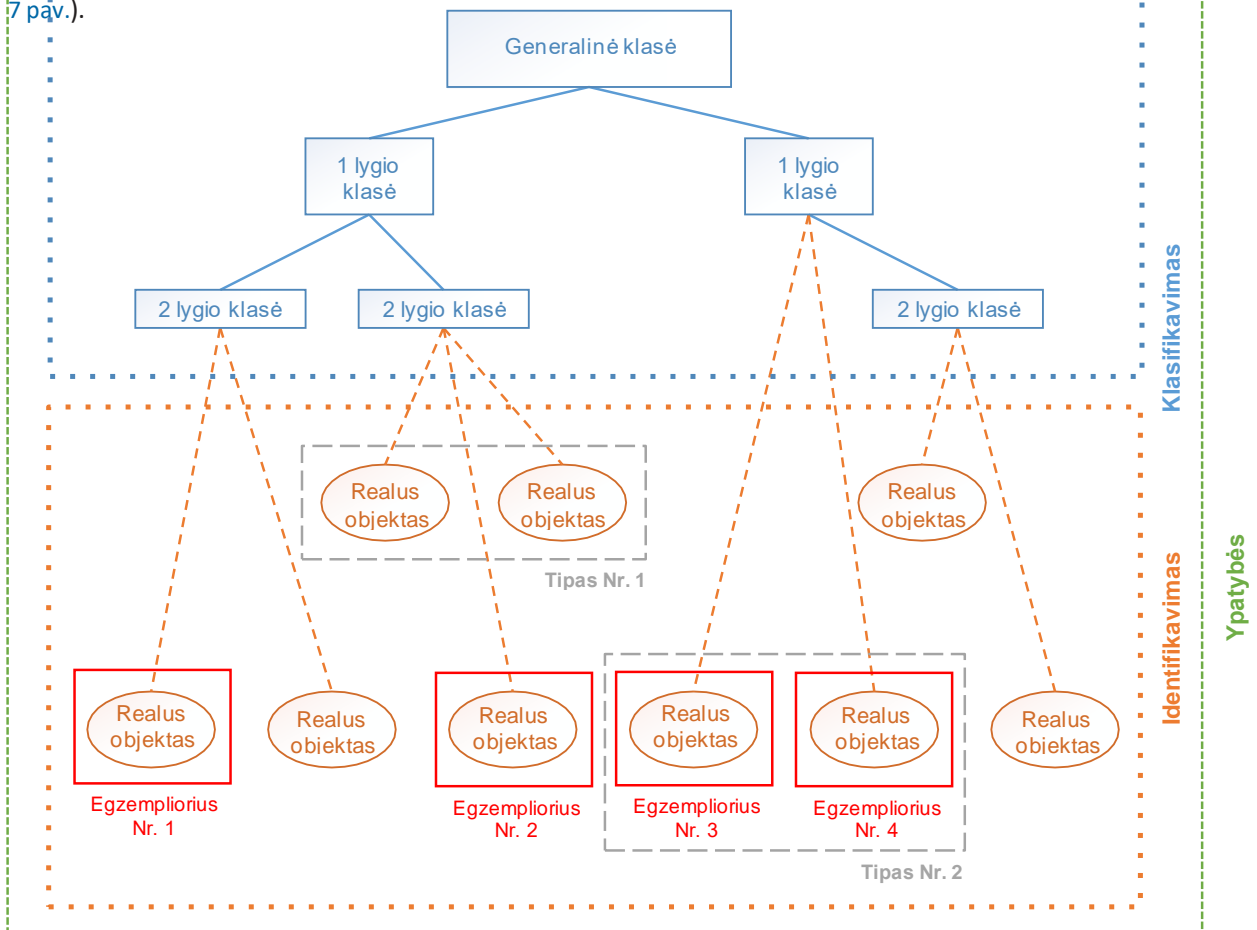 7 pav.).
Generalinė klasė
1 lygio
klasė
1 lygio
klasė
2 lygio klasė
2 lygio klasė
2 lygio klasė
Klasifikavimas
Realus
objektas
Realus
objektas
Realus
objektas
Tipas Nr. 1
Identifikavimas
Ypatybės
Realus
objektas
Realus
objektas
Realus
objektas
Realus
objektas
Realus
objektas
Realus
objektas
Egzempliorius
Nr. 1
Egzempliorius
Nr. 2
Egzempliorius
Nr. 3
Egzempliorius
Nr. 4
Tipas Nr. 2